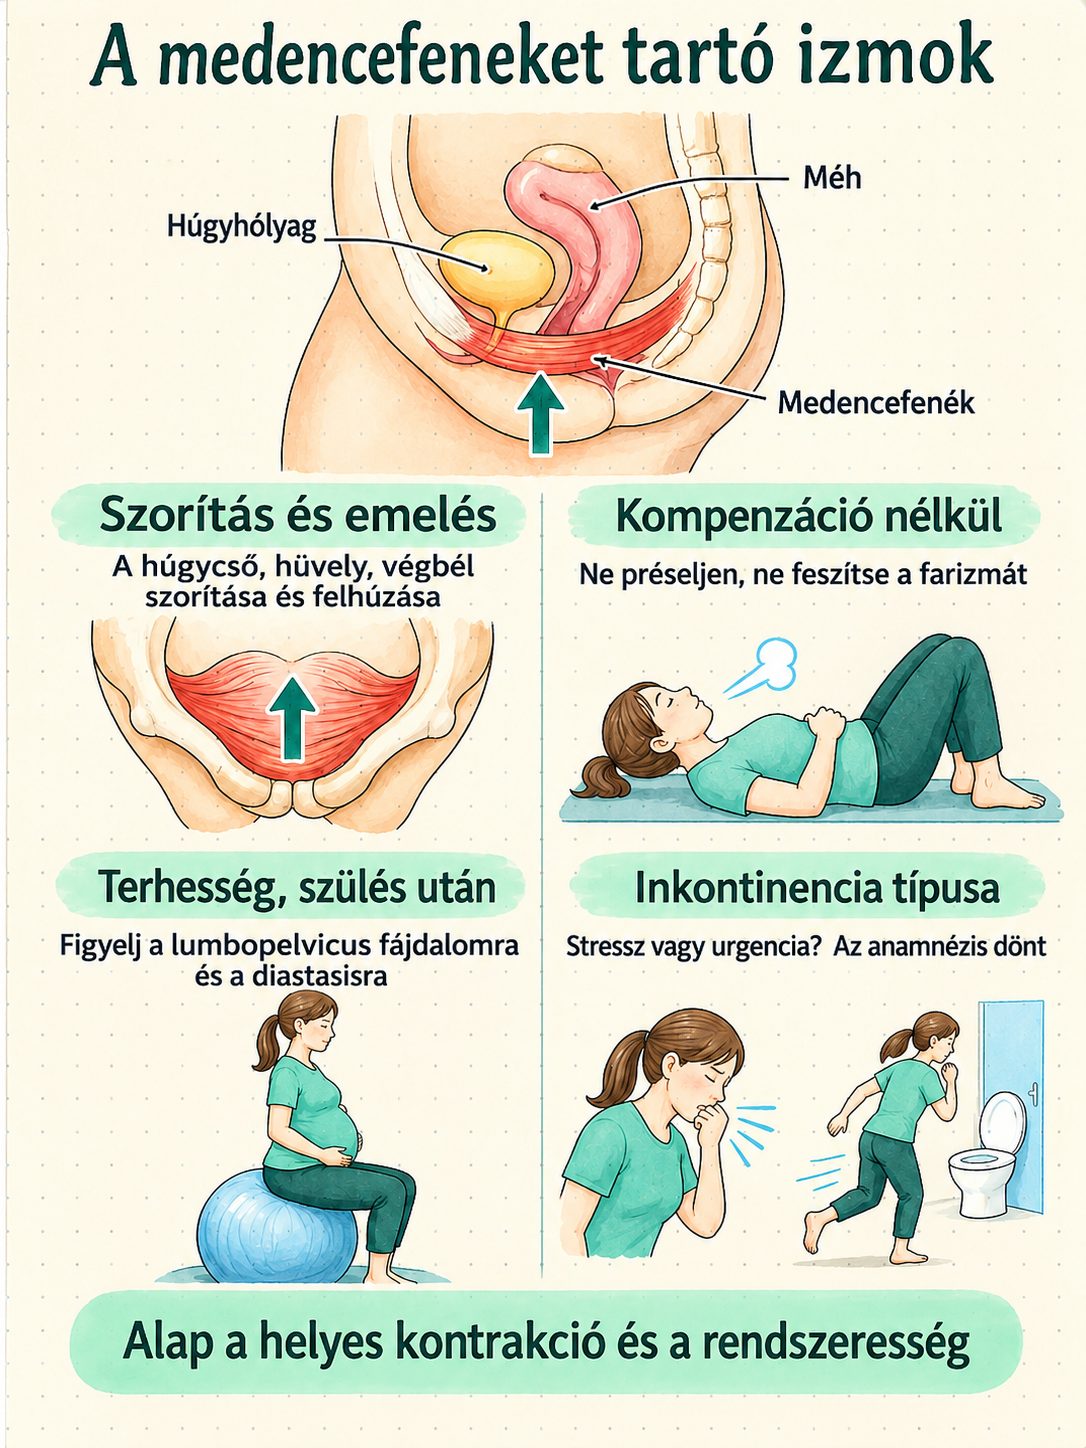 A medencefeneket tartó izmok
Méh
Húgyhólyag
Medencefenék
Szorítás és emelés
A húgycső, hüvely, végbél
szorítása és felhúzása
Kompenzáció nélkül
Ne préseljen, ne feszítse a farizmát
Terhesség, szülés után
Figyelj a lumbopelvicus fájdalomra
és a diastasisra
Inkontinencia típusa
Stressz vagy urgencia? Az anamnézis dönt
Alap a helyes kontrakció és a rendszeresség